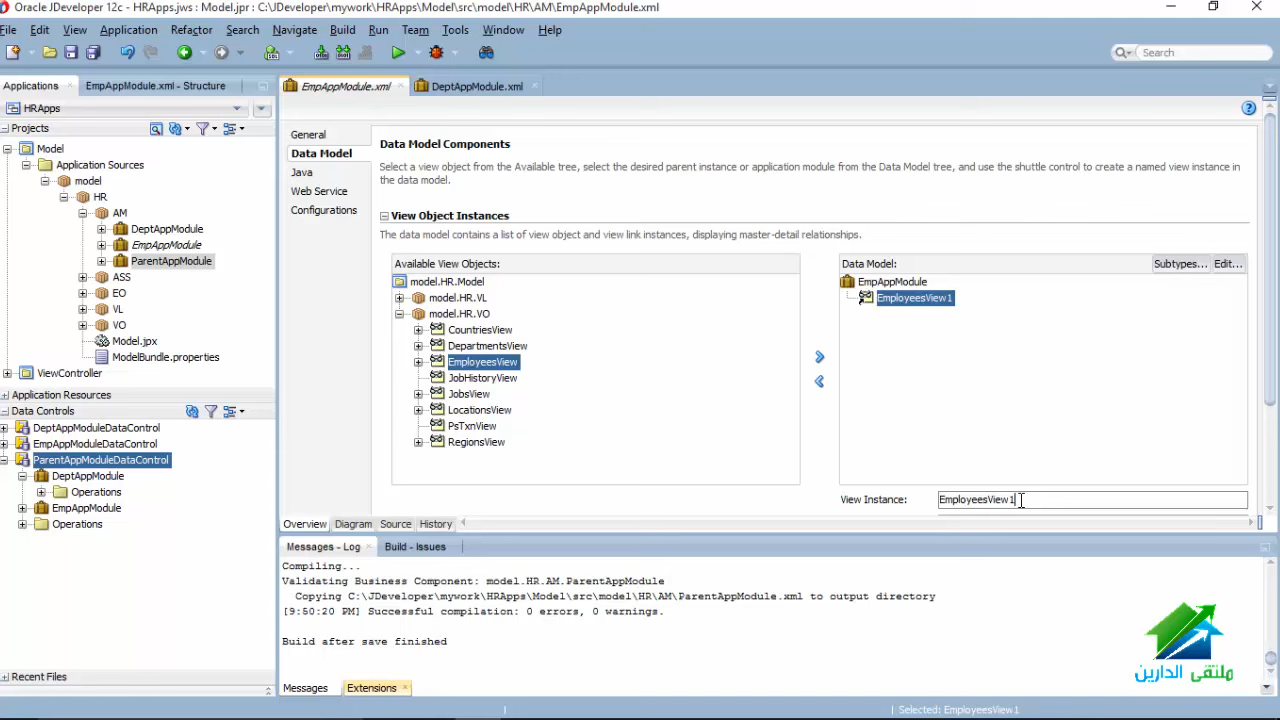 Oracle JDeveloper 12c - HRApps.jws : Model.jpr : C:\JDeveloper\mywork\HRApps\Model\src\model\HR\AM\EmpAppModule.xml
File Edit View Application Refactor Search Navigate Build Run Team Tools Window Help
Search
Applications EmpAppModule.xml - Structure
EmpAppModule.xml DeptAppModule.xml
HRApps
Projects
Model
Application Sources
model
HR
AM
DeptAppModule
EmpAppModule
ParentAppModule
ASS
EO
VL
VO
Model.jpx
ModelBundle.properties
ViewController
Application Resources
Data Controls
DeptAppModuleDataControl
EmpAppModuleDataControl
ParentAppModuleDataControl
DeptAppModule
Operations
EmpAppModule
Operations
Recent Files
General
Data Model
Java
Web Service
Configurations
Data Model Components
Select a view object from the Available tree, select the desired parent instance or application module from the Data Model tree, and use the shuttle control to create a named view instance in
the data model.
View Object Instances
The data model contains a list of view object and view link instances, displaying master-detail relationships.
Available View Objects:
model.HR.Model
model.HR.VL
model.HR.VO
CountriesView
DepartmentsView
EmployeesView
JobHistoryView
JobsView
LocationsView
PsTxnView
RegionsView
Data Model: Subtypes... Edit...
EmpAppModule
EmployeesView1
View Instance: EmployeesView1
Overview Diagram Source History
Messages - Log Build - Issues
Compiling...
Validating Business Component: model.HR.AM.ParentAppModule
Copying C:\JDeveloper\mywork\HRApps\Model\src\model\HR\AM\ParentAppModule.xml to output directory
[9:50:20 PM] Successful compilation: 0 errors, 0 warnings.
Build after save finished
ملتقى الدارين
Messages Extensions
Selected: EmployeesView1